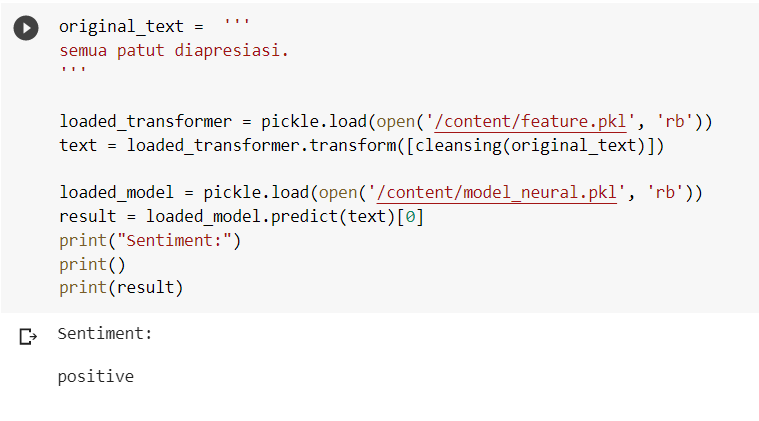 original_text =  '''
semua patut diapresiasi.
'''
loaded_transformer = pickle.load(open('/content/feature.pkl', 'rb'))
text = loaded_transformer.transform([cleansing(original_text)])
loaded_model = pickle.load(open('/content/model_neural.pkl', 'rb'))
result = loaded_model.predict(text)[0]
print("Sentiment:")
print()
print(result)
Sentiment:
positive